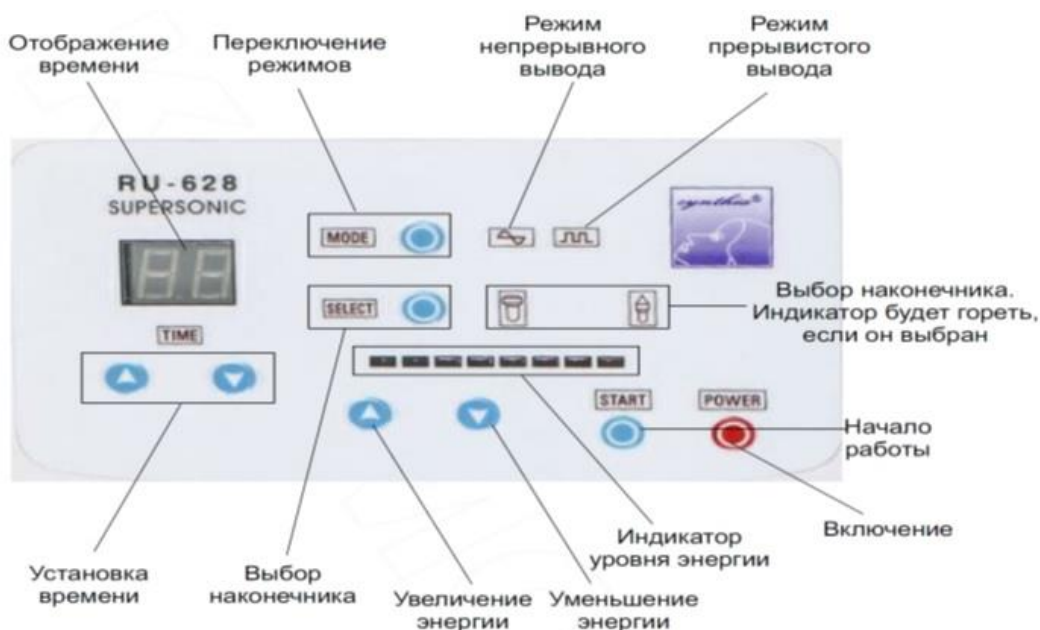 Отображение
времени
Переключение
режимов
Режим
непрерывного
вывода
Режим
прерывистого
вывода
RU-628
SUPERSONIC
MODE
cynthia®
SELECT
Выбор наконечника.
Индикатор будет гореть,
если он выбран
TIME
START
POWER
Начало
работы
Включение
Индикатор
уровня энергии
Установка
времени
Выбор
наконечника
Увеличение
энергии
Уменьшение
энергии